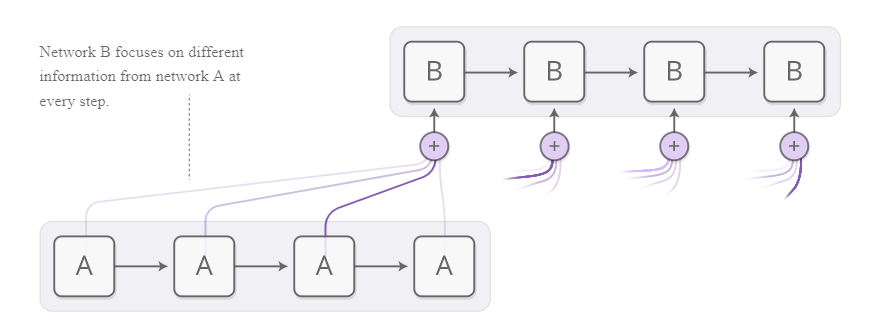 Network B focuses on different
information from network A at
every step.
B B B B
+ + + +
A A A A